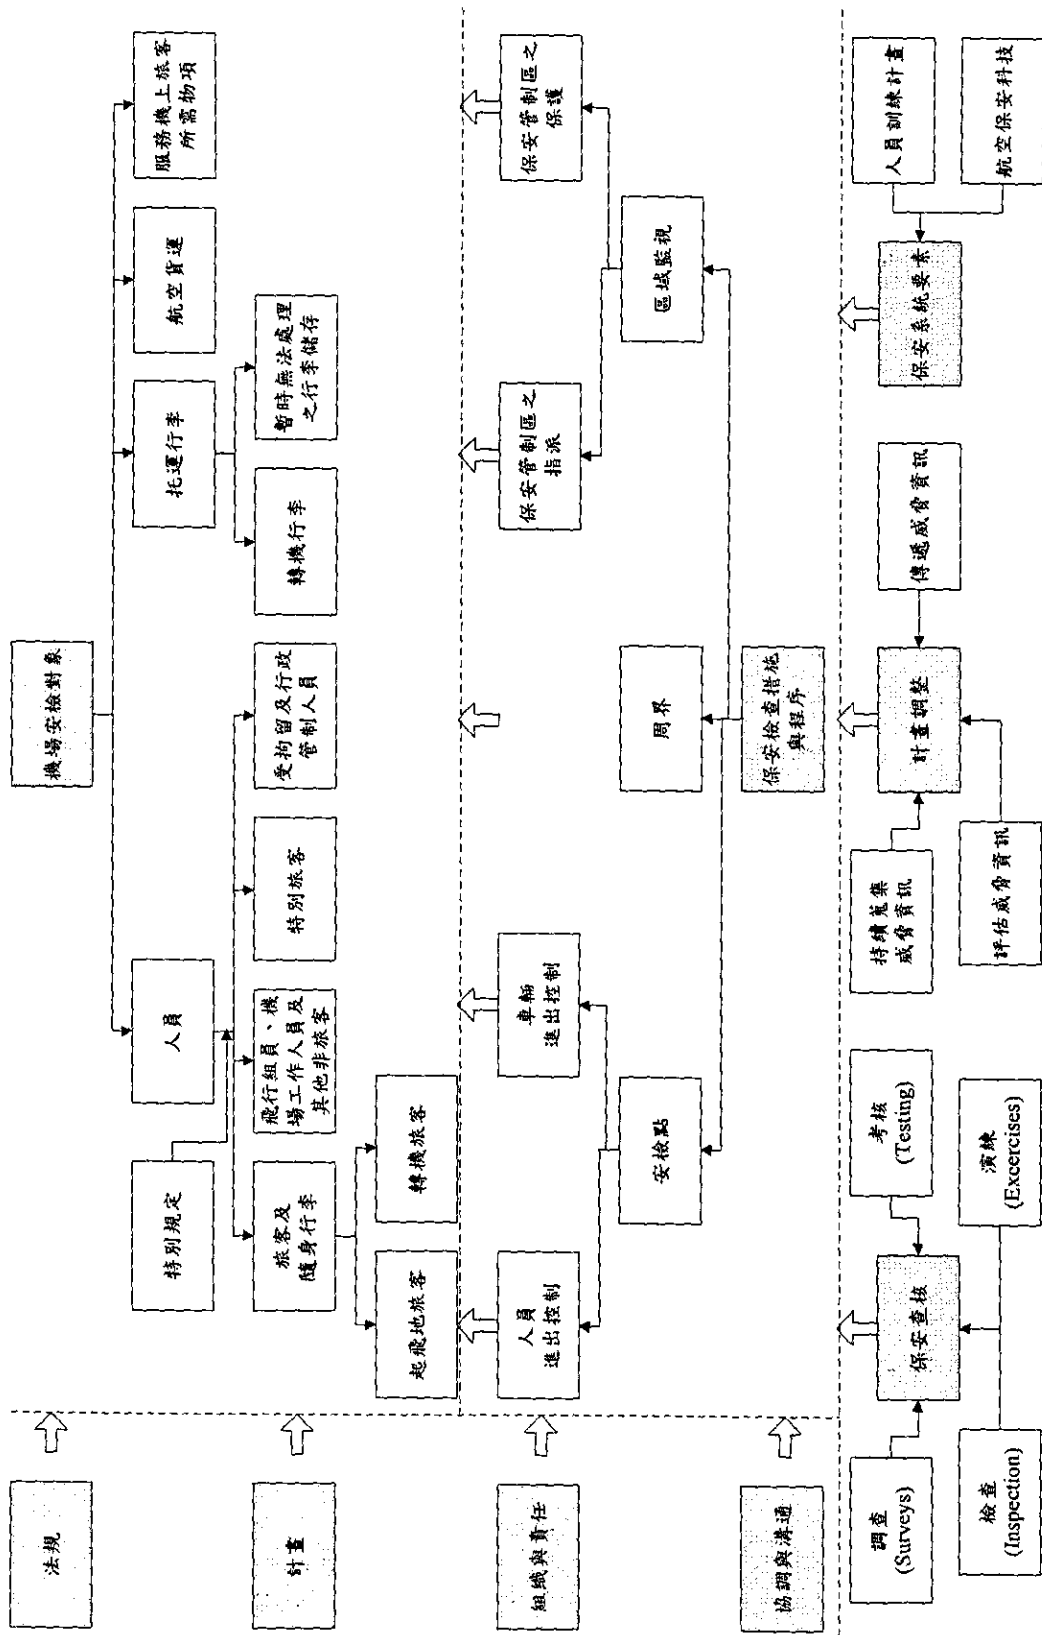 法規
計畫
組織與責任
協調與溝通
機場安檢對象
特別規定
人員
托運行李
航空貨運
服務機上旅客
所需物項
旅客及
隨身行李
飛行組員、機
場工作人員及
其他非旅客
特別旅客
受拘留及行政
管制人員
轉機行李
暫時無法處理
之行李儲存
起飛地旅客
轉機旅客
人員
進出控制
車輛
進出控制
保安管制區之
指派
保安管制區之
保護
安檢點
周界
區域監視
保安檢查措施
與程序
調查
(Surveys)
保安查核
考核
(Testing)
檢查
(Inspection)
演練
(Excercises)
持續蒐集
威脅資訊
計畫調整
傳遞威脅資訊
評估威脅資訊
保安系統要素
人員訓練計畫
航空保安科技